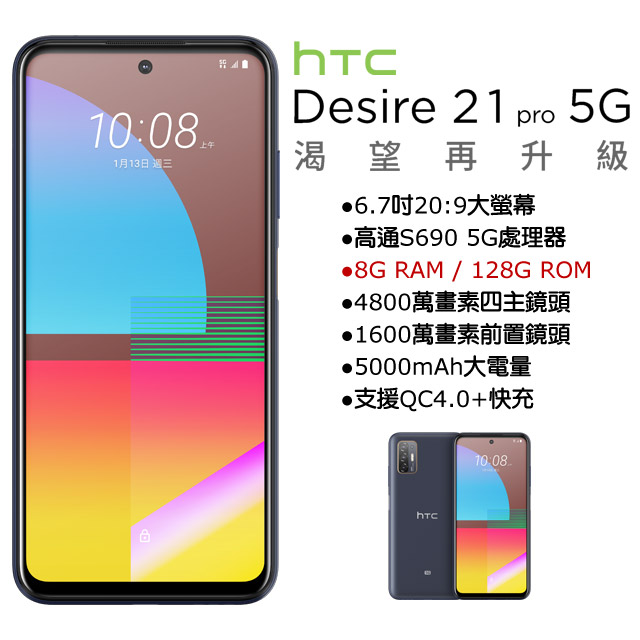 5G
10:08 上午
1月13日 週三
hTC
Desire 21 pro 5G
渴望再升級
●6.7吋20:9大螢幕
●高通S690 5G處理器
●8G RAM / 128G ROM
●4800萬畫素四主鏡頭
●1600萬畫素前置鏡頭
●5000mAh大電量
●支援QC4.0+快充
10:08
hTC